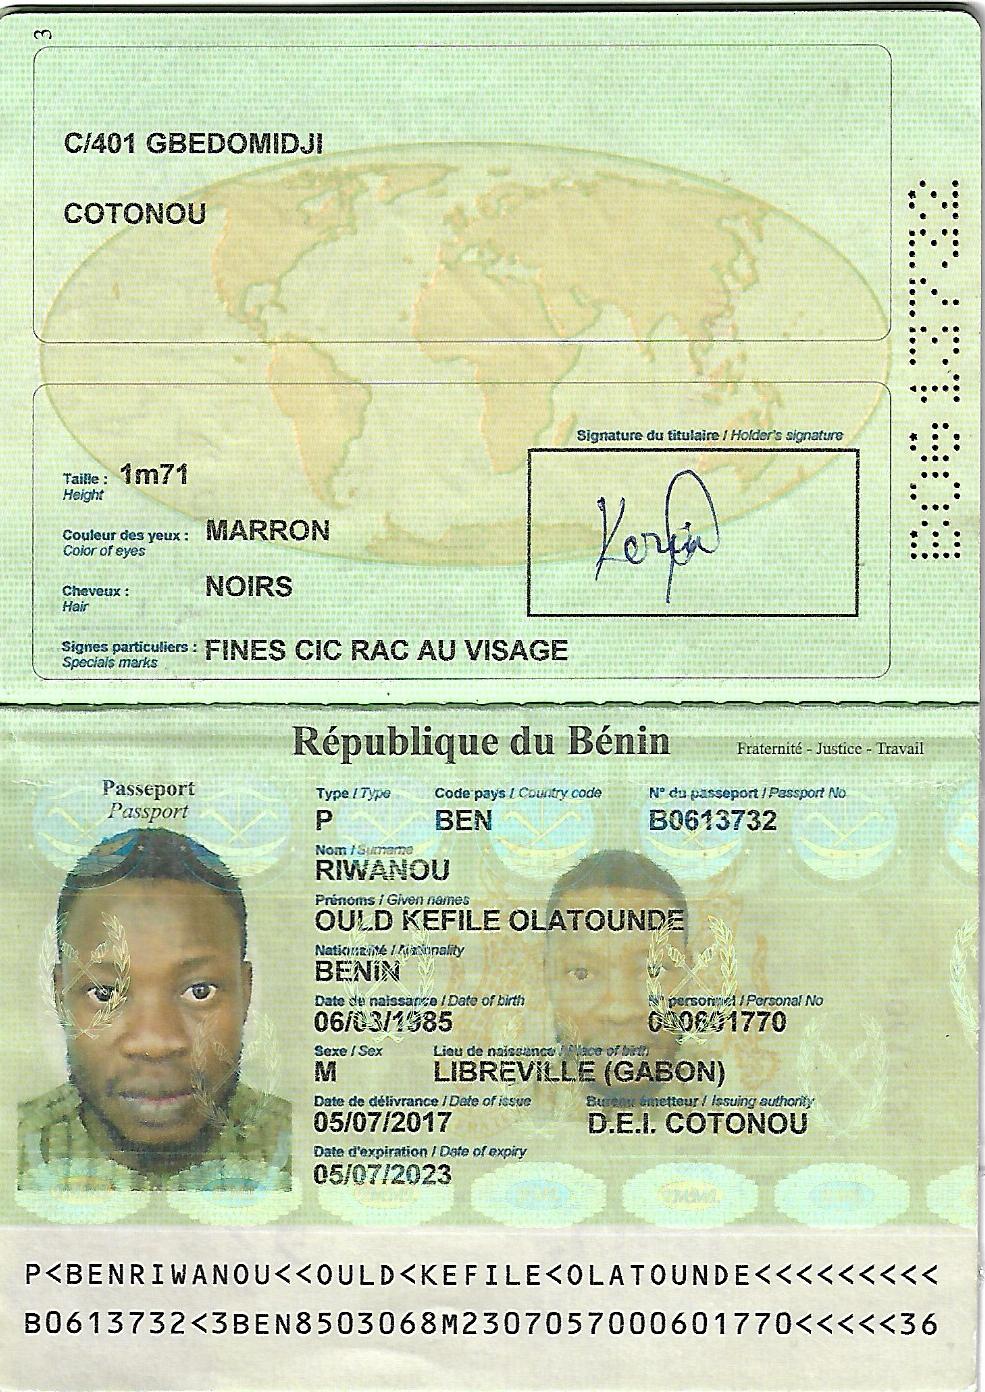 3
C/401 GBEDOMIDJI
COTONOU
B0613732
Signature du titulaire / Holder's signature
Taille : 1m71
Height
Couleur des yeux : MARRON
Color of eyes
Cheveux : NOIRS
Hair
Signes particuliers : FINES CIC RAC AU VISAGE
Specials marks
République du Bénin
Fraternité - Justice - Travail
Passeport
Passport
Type / Type Code pays / Country code N° du passeport / Passport No
P BEN B0613732
Nom / Surname
RIWANOU
Prénoms / Given names
OULD KEFILE OLATOUNDE
Nationalité / Nationality
BENIN
Date de naissance / Date of birth N° personnel / Personal No
06/03/1985 000601770
Sexe / Sex Lieu de naissance / Place of birth
M LIBREVILLE (GABON)
Date de délivrance / Date of issue Bureau émetteur / Issuing authority
05/07/2017 D.E.I. COTONOU
Date d'expiration / Date of expiry
05/07/2023
P<BENRIWANOU<<OULD<KEFILE<OLATOUNDE<<<<<<<<<
B0613732<3BEN8503068M2307057000601770<<<<<36